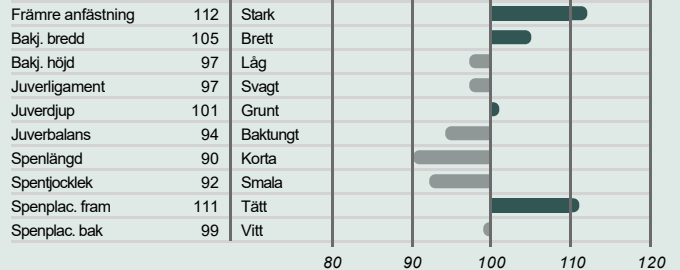 Främre anfästning 112 Stark
Bakj. bredd 105 Brett
Bakj. höjd 97 Låg
Juverligament 97 Svagt
Juverdjup 101 Grunt
Juverbalans 94 Baktungt
Spenlängd 90 Korta
Spentjocklek 92 Smala
Spenplac. fram 111 Tätt
Spenplac. bak 99 Vitt
80 90 100 110 120